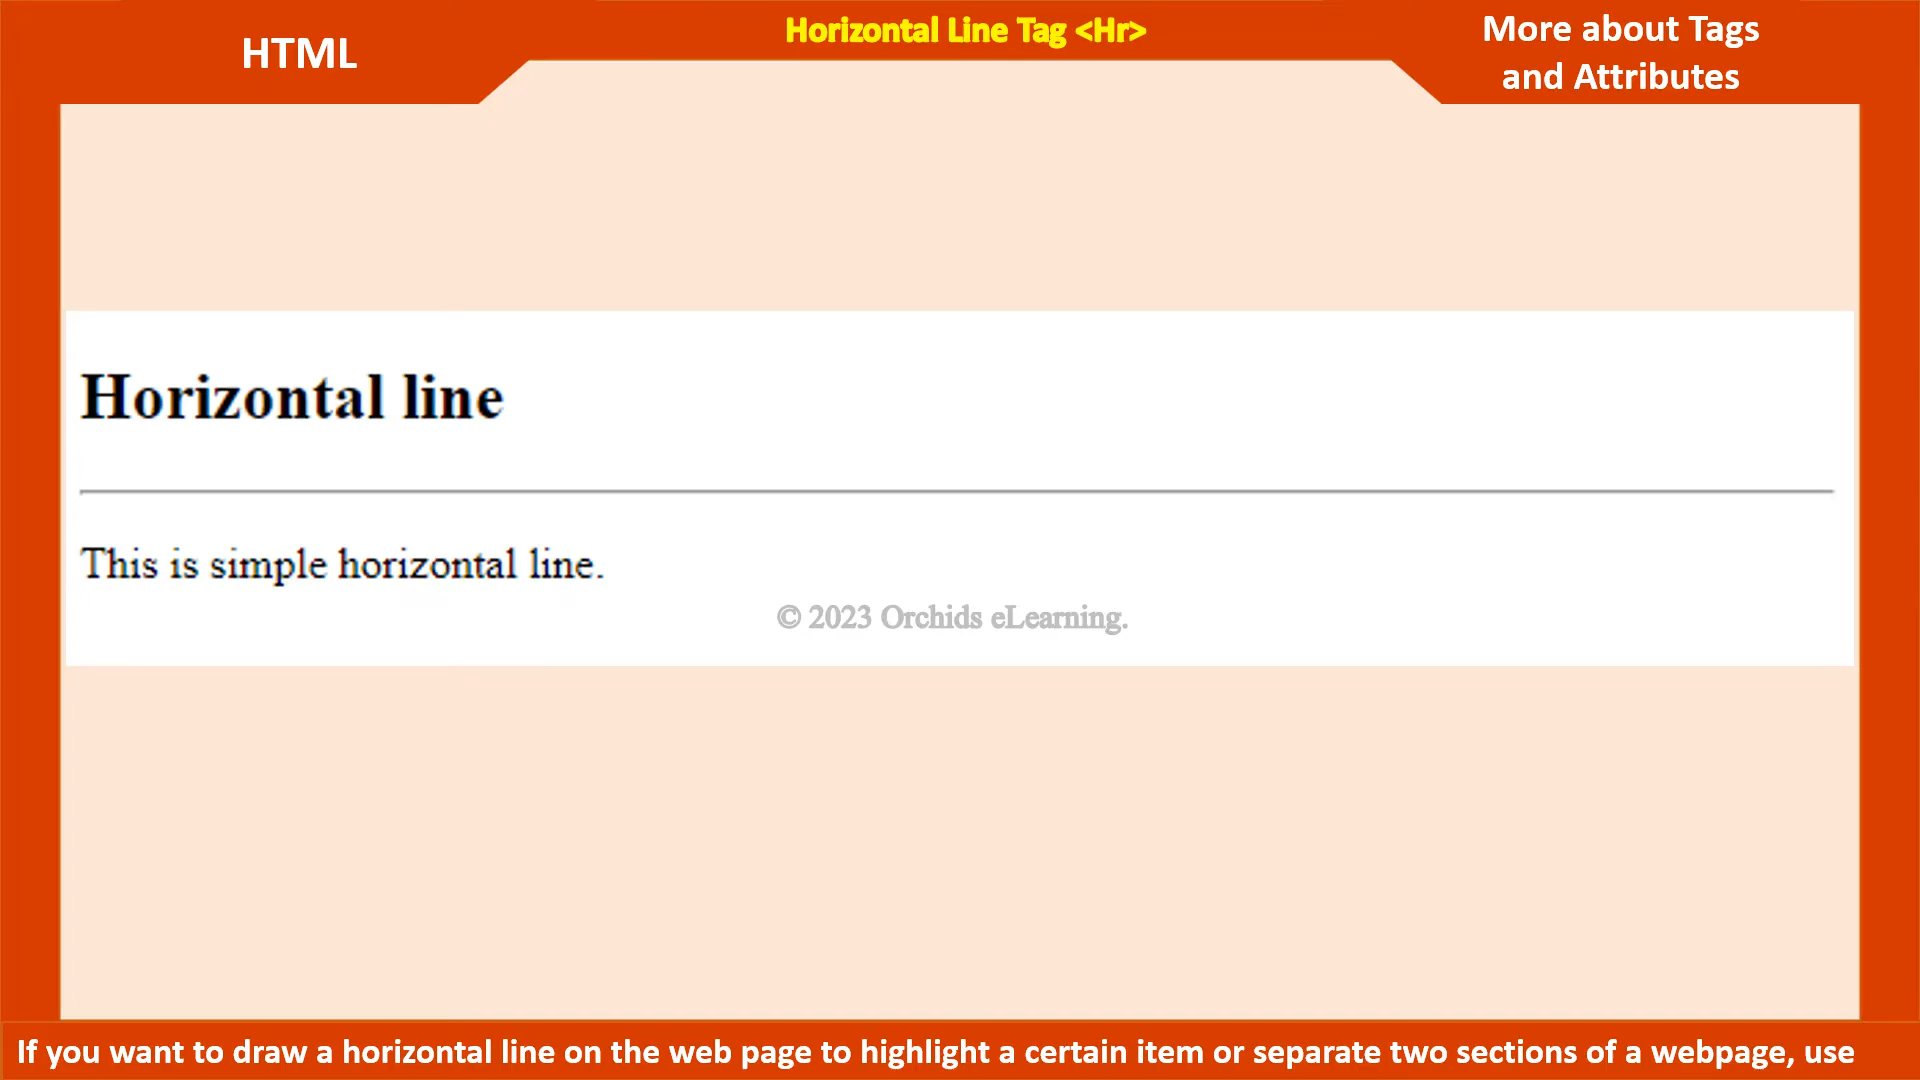 HTML
Horizontal Line Tag <Hr>
More about Tags
and Attributes
Horizontal line
This is simple horizontal line.
© 2023 Orchids eLearning.
If you want to draw a horizontal line on the web page to highlight a certain item or separate two sections of a webpage, use